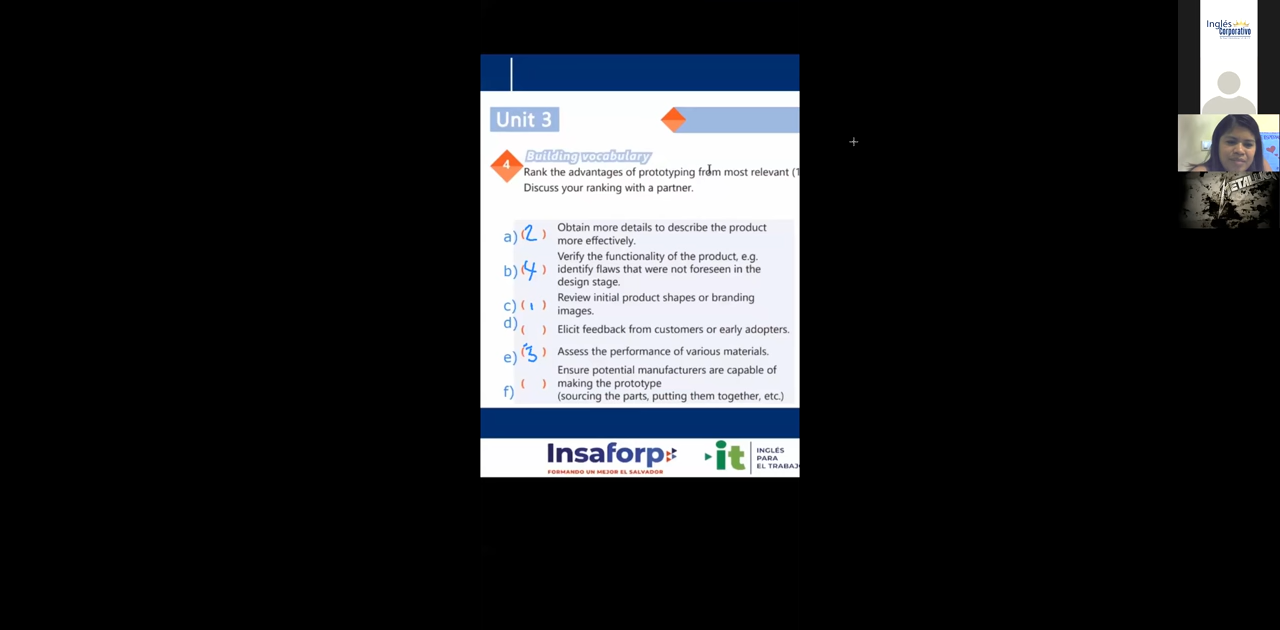 Inglés
Corporativo
Unit 3
4
Building vocabulary
Rank the advantages of prototyping from most relevant (1
Discuss your ranking with a partner.
a) (2) Obtain more details to describe the product
more effectively.
b) (4) Verify the functionality of the product, e.g.
identify flaws that were not foreseen in the
design stage.
c) (1) Review initial product shapes or branding
images.
d) ( ) Elicit feedback from customers or early adopters.
e) (3) Assess the performance of various materials.
f) ( ) Ensure potential manufacturers are capable of
making the prototype
(sourcing the parts, putting them together, etc.)
Insaforp
FORMANDO UN MEJOR EL SALVADOR
it
INGLÉS
PARA
EL TRABAJ
METALLICA